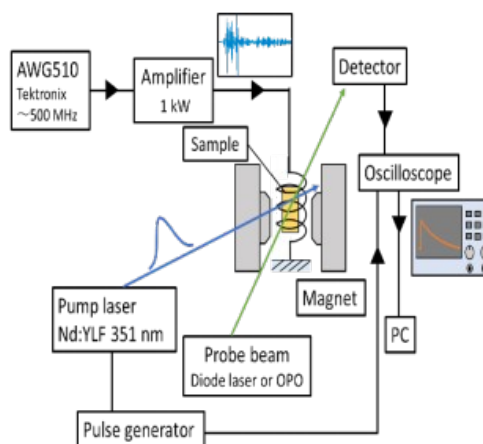 AWG510
Tektronix
~500 MHz
Amplifier
1 kW
Detector
Sample
Oscilloscope
Magnet
Pump laser
Nd:YLF 351 nm
Probe beam
Diode laser or OPO
PC
Pulse generator